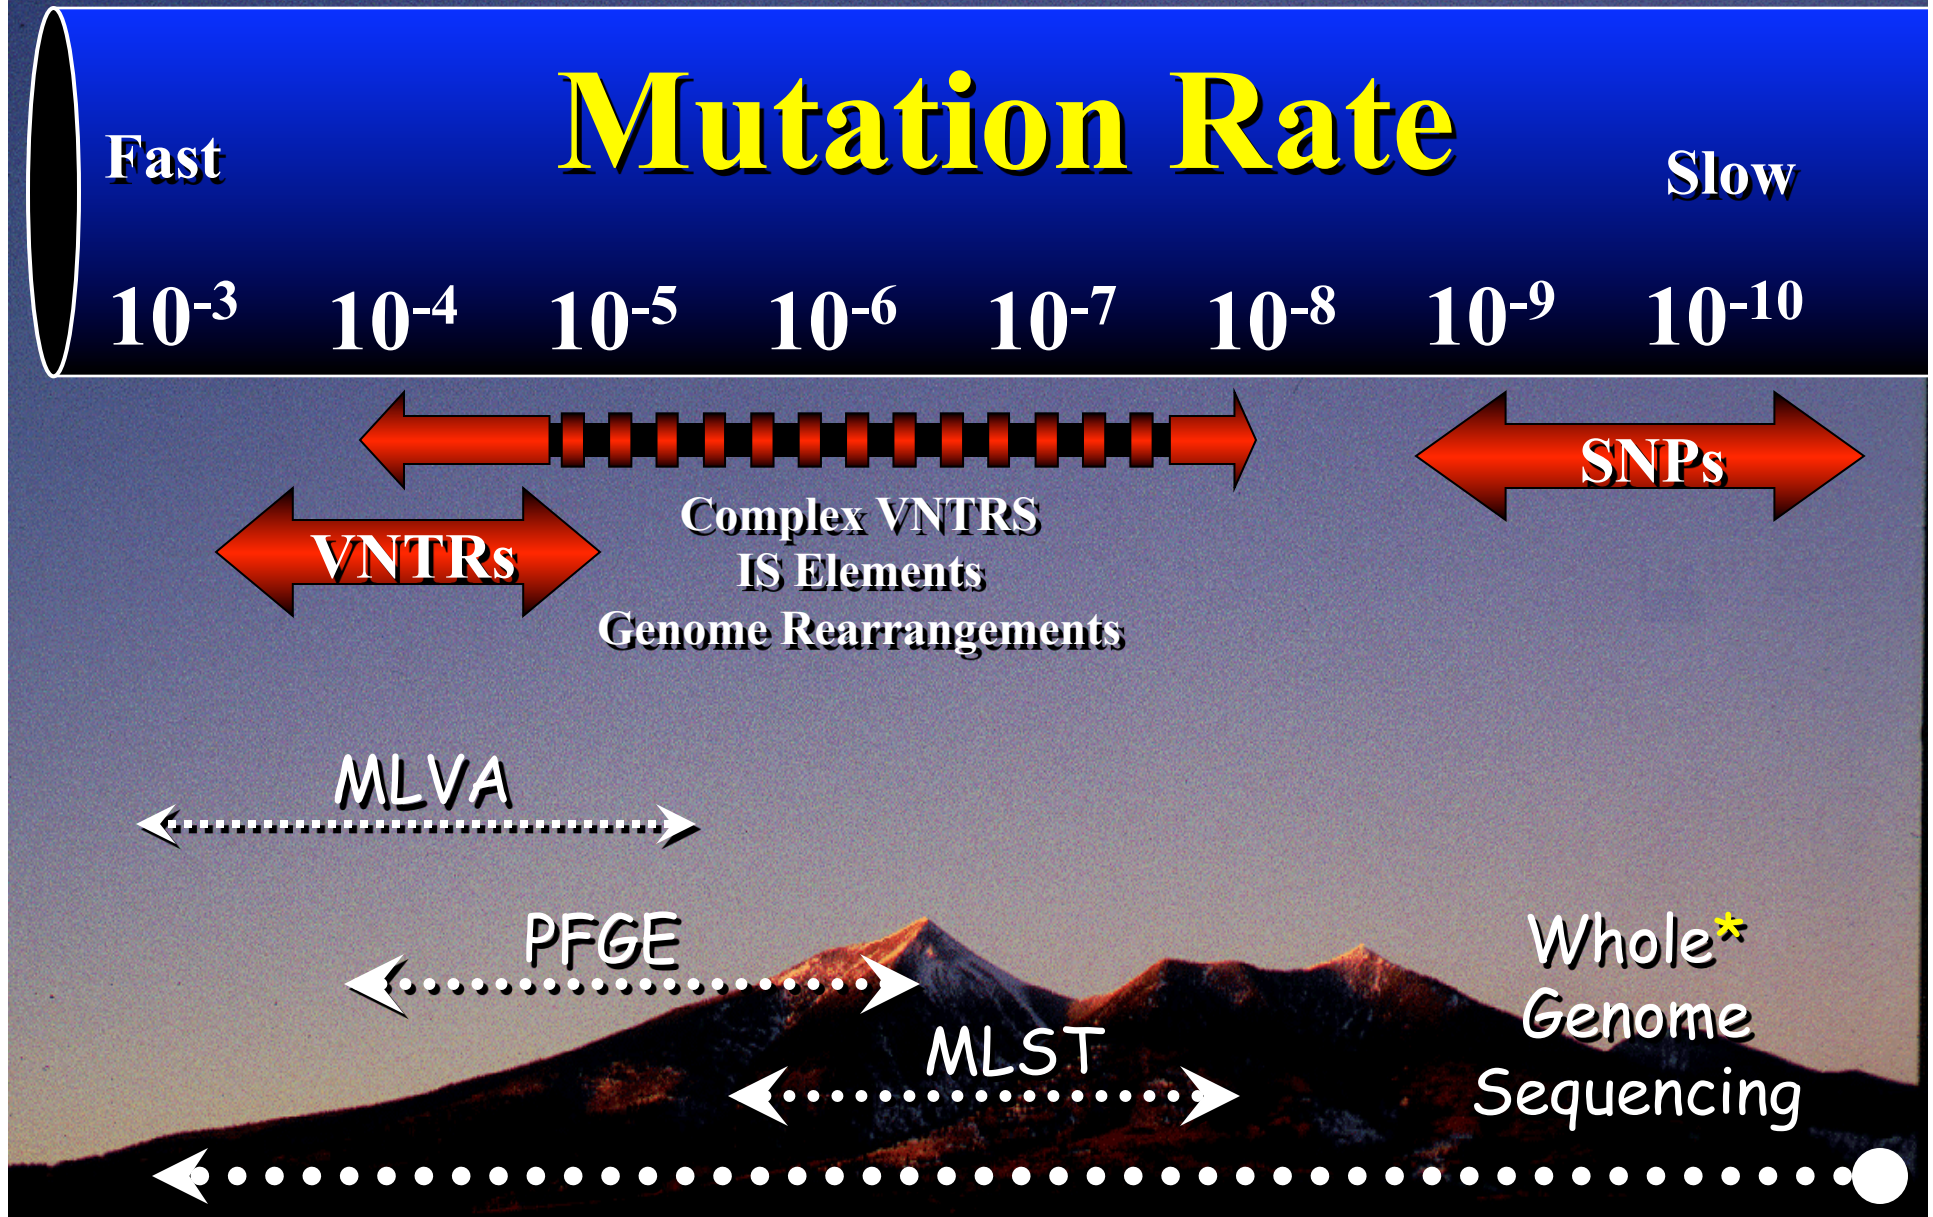 Mutation Rate
Fast
Slow
10⁻³ 10⁻⁴ 10⁻⁵ 10⁻⁶ 10⁻⁷ 10⁻⁸ 10⁻⁹ 10⁻¹⁰
SNPs
VNTRs
Complex VNTRS
IS Elements
Genome Rearrangements
MLVA
PFGE
MLST
Whole*
Genome
Sequencing